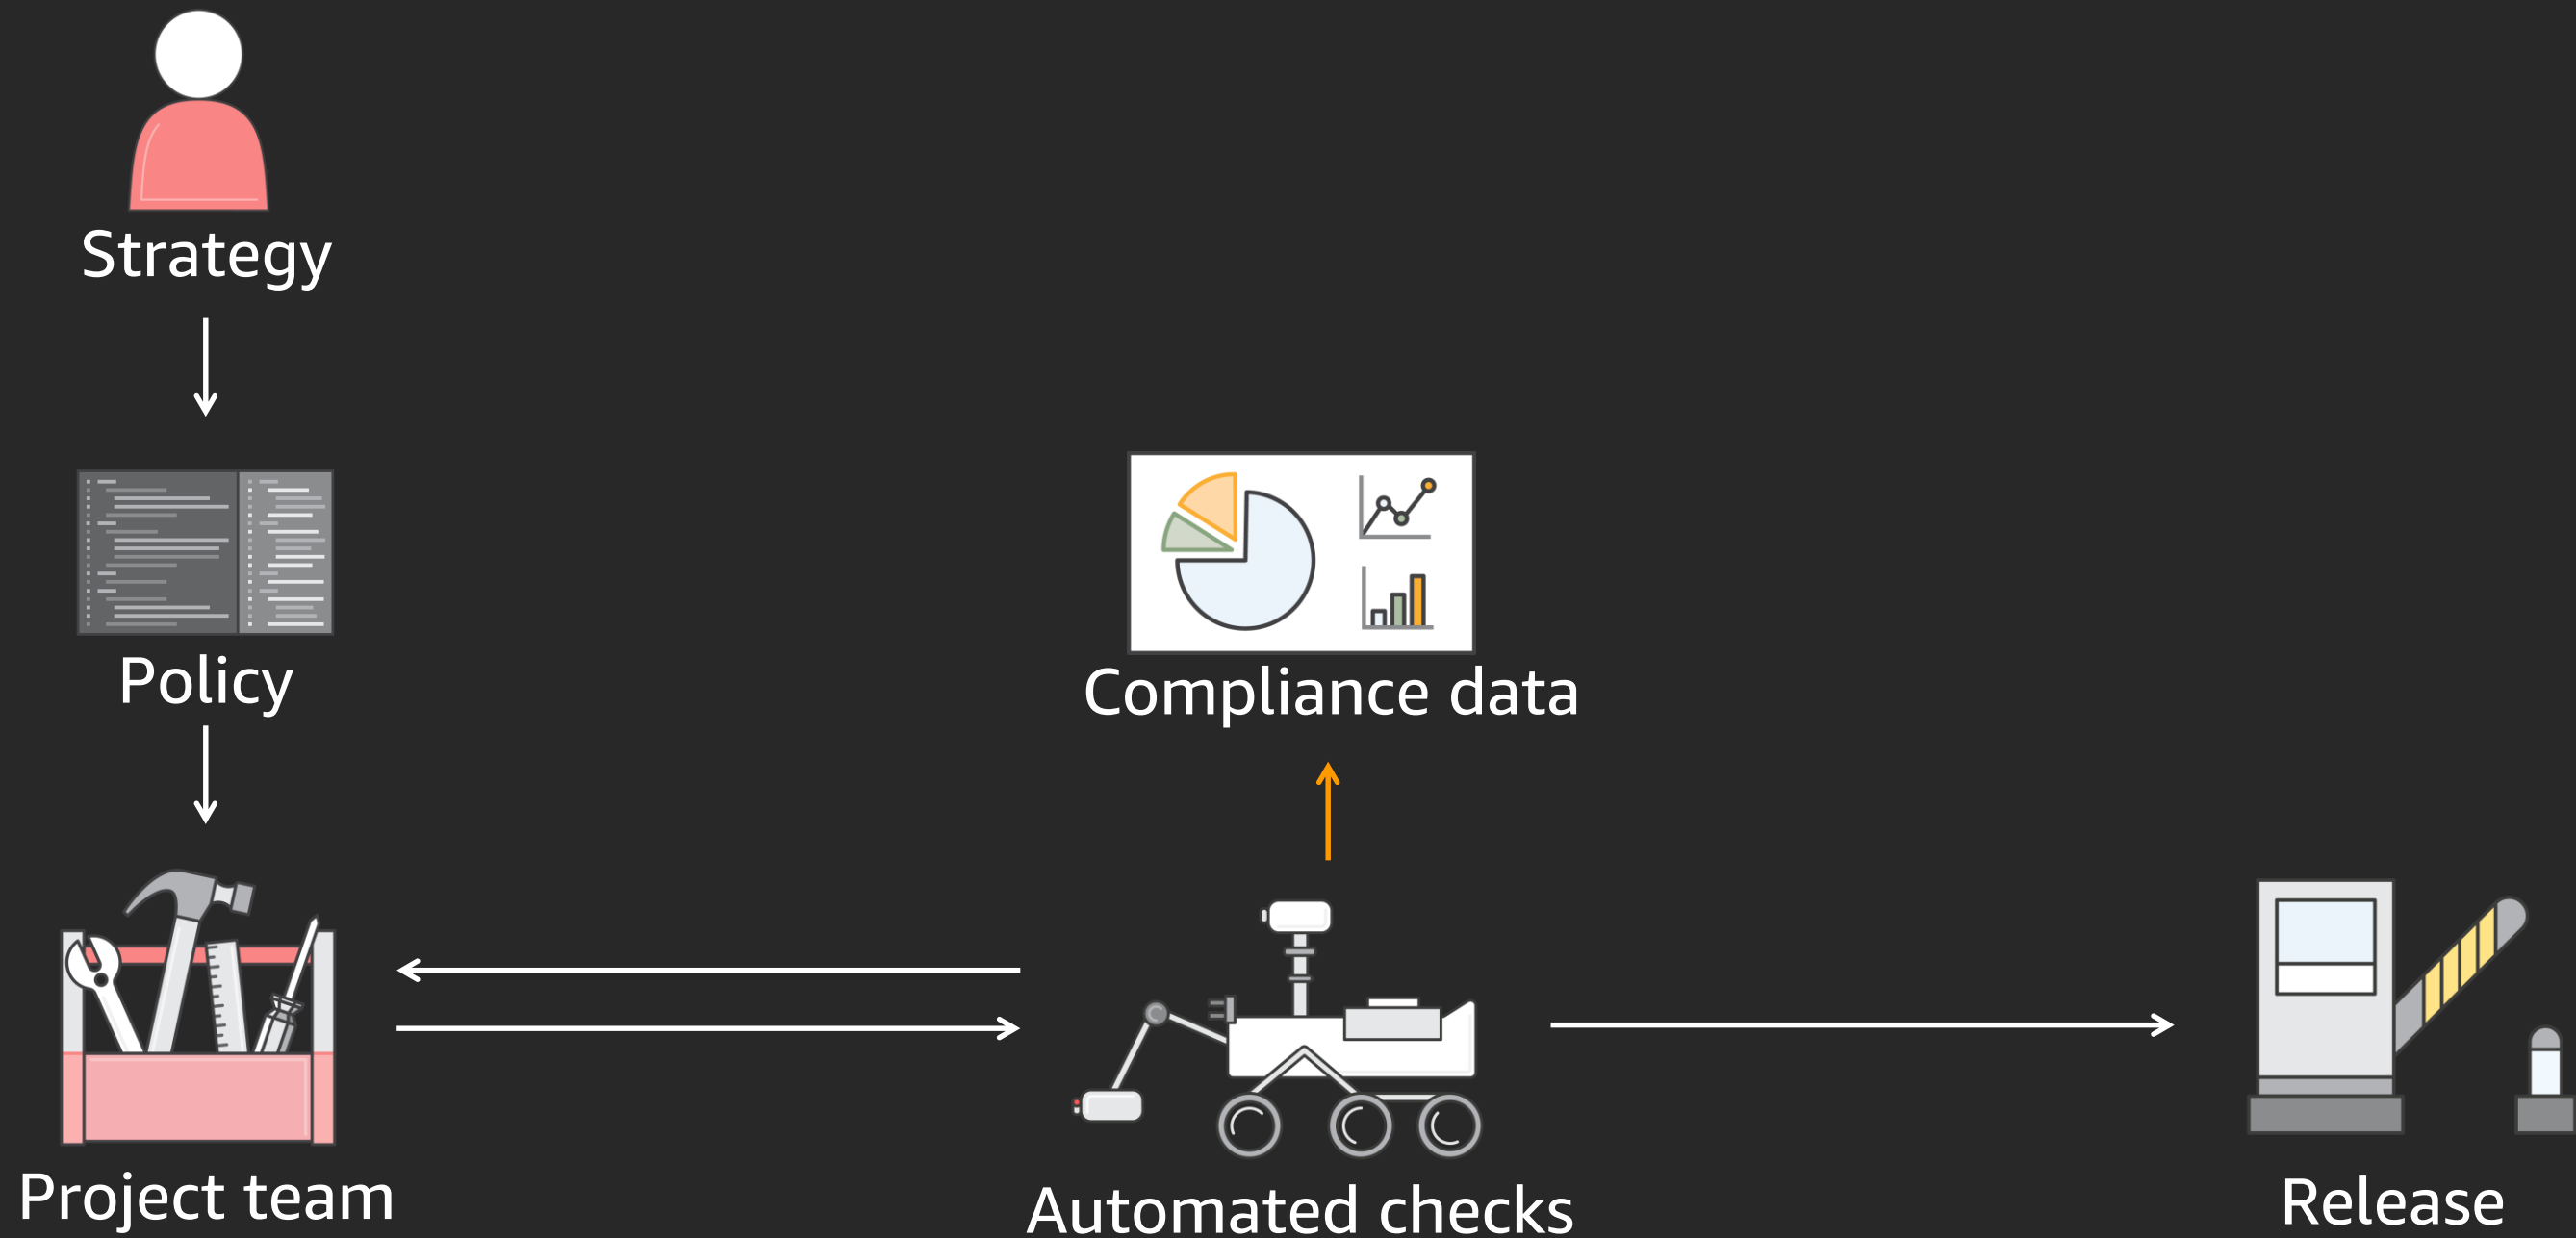 Strategy
Policy
Compliance data
Project team
Automated checks
Release